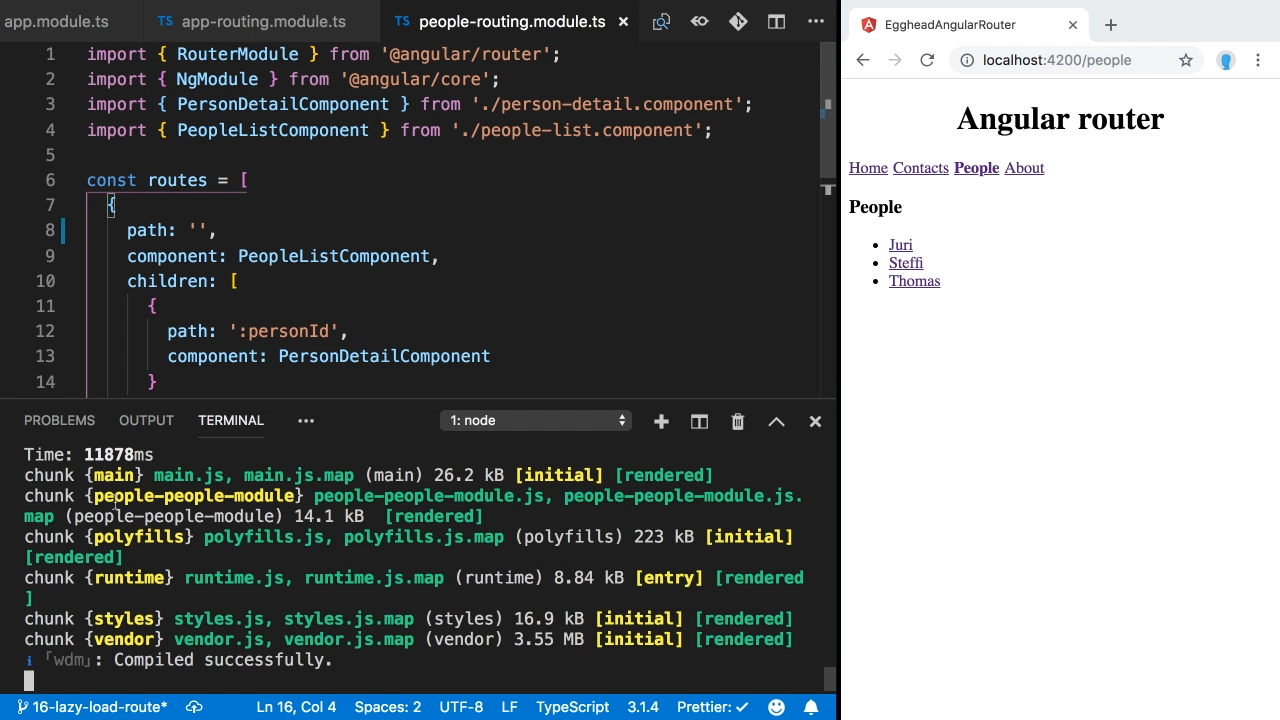 app.module.ts TS app-routing.module.ts TS people-routing.module.ts × •••
1 import { RouterModule } from '@angular/router';
2 import { NgModule } from '@angular/core';
3 import { PersonDetailComponent } from './person-detail.component';
4 import { PeopleListComponent } from './people-list.component';
5
6 const routes = [
7 {
8 path: '',
9 component: PeopleListComponent,
10 children: [
11 {
12 path: ':personId',
13 component: PersonDetailComponent
14 }
PROBLEMS OUTPUT TERMINAL ••• 1: node
Time: 11878ms
chunk {main} main.js, main.js.map (main) 26.2 kB [initial] [rendered]
chunk {people-people-module} people-people-module.js, people-people-module.js.
map (people-people-module) 14.1 kB  [rendered]
chunk {polyfills} polyfills.js, polyfills.js.map (polyfills) 223 kB [initial]
[rendered]
chunk {runtime} runtime.js, runtime.js.map (runtime) 8.84 kB [entry] [rendered
]
chunk {styles} styles.js, styles.js.map (styles) 16.9 kB [initial] [rendered]
chunk {vendor} vendor.js, vendor.js.map (vendor) 3.55 MB [initial] [rendered]
ℹ ｢wdm｣: Compiled successfully.
16-lazy-load-route* Ln 16, Col 4 Spaces: 2 UTF-8 LF TypeScript 3.1.4 Prettier: ✓
EggheadAngularRouter
localhost:4200/people
Angular router
Home Contacts People About
People
• Juri
• Steffi
• Thomas